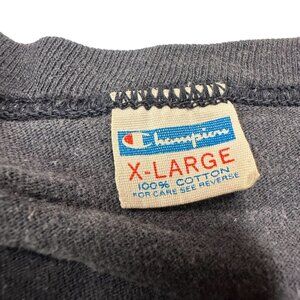 Champion
X-LARGE
100% COTTON
FOR CARE SEE REVERSE